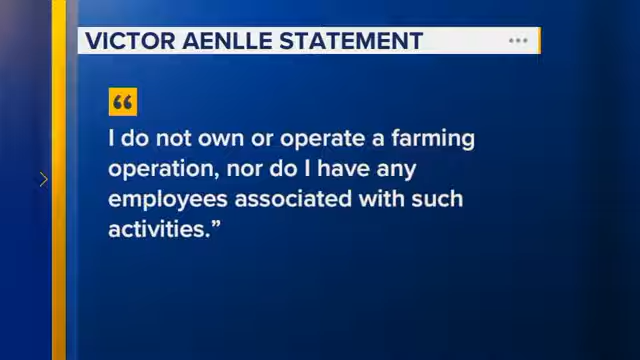 VICTOR AENLLE STATEMENT
“
I do not own or operate a farming
operation, nor do I have any
employees associated with such
activities.”